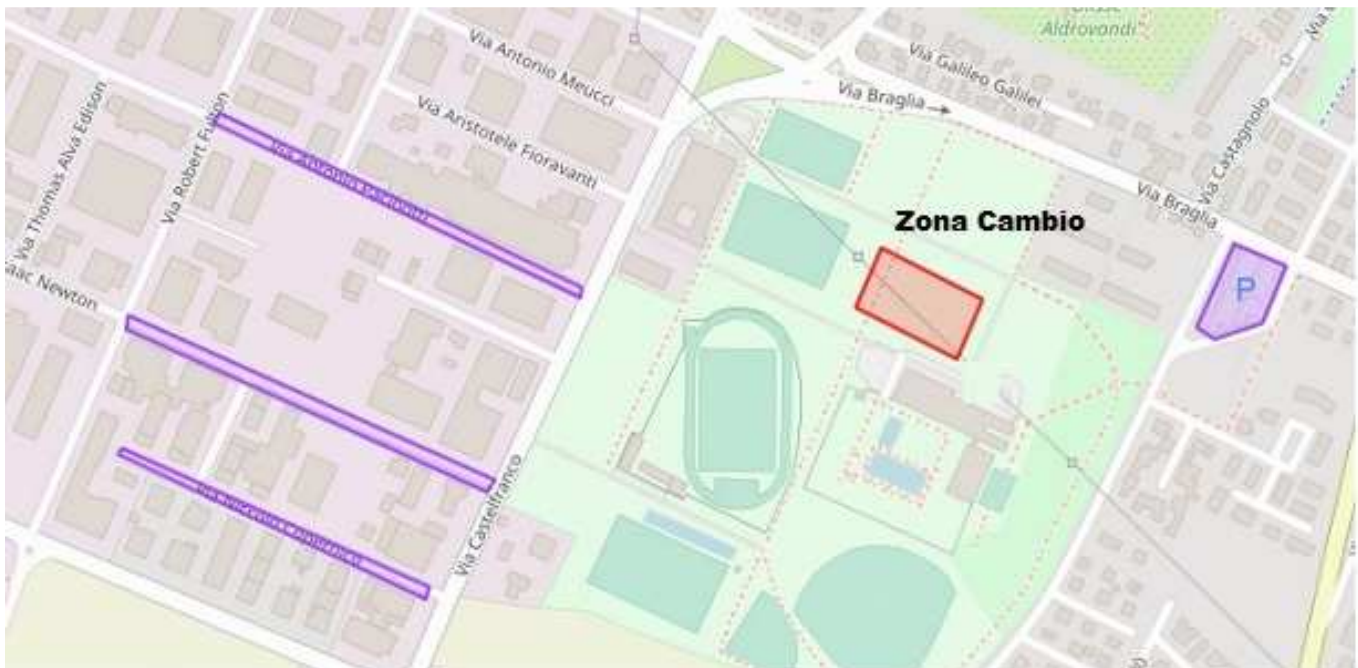 Aldrovandi
Via Antonio Meucci
Via Galileo Galilei
Via Braglia →
Via Thomas Alva Edison
Via Robert Fulton
Via Aristotele Fioravanti
Via Castagnolo
Via Braglia
Zona Cambio
Newton
P
Via Castelfranco